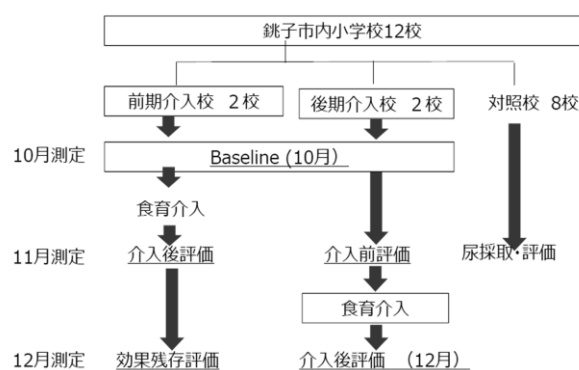 銚子市内小学校12校
前期介入校 2校
後期介入校 2校
対照校 8校
10月測定
Baseline (10月)
食育介入
11月測定
介入後評価
介入前評価
尿採取・評価
食育介入
12月測定
効果残存評価
介入後評価 (12月)